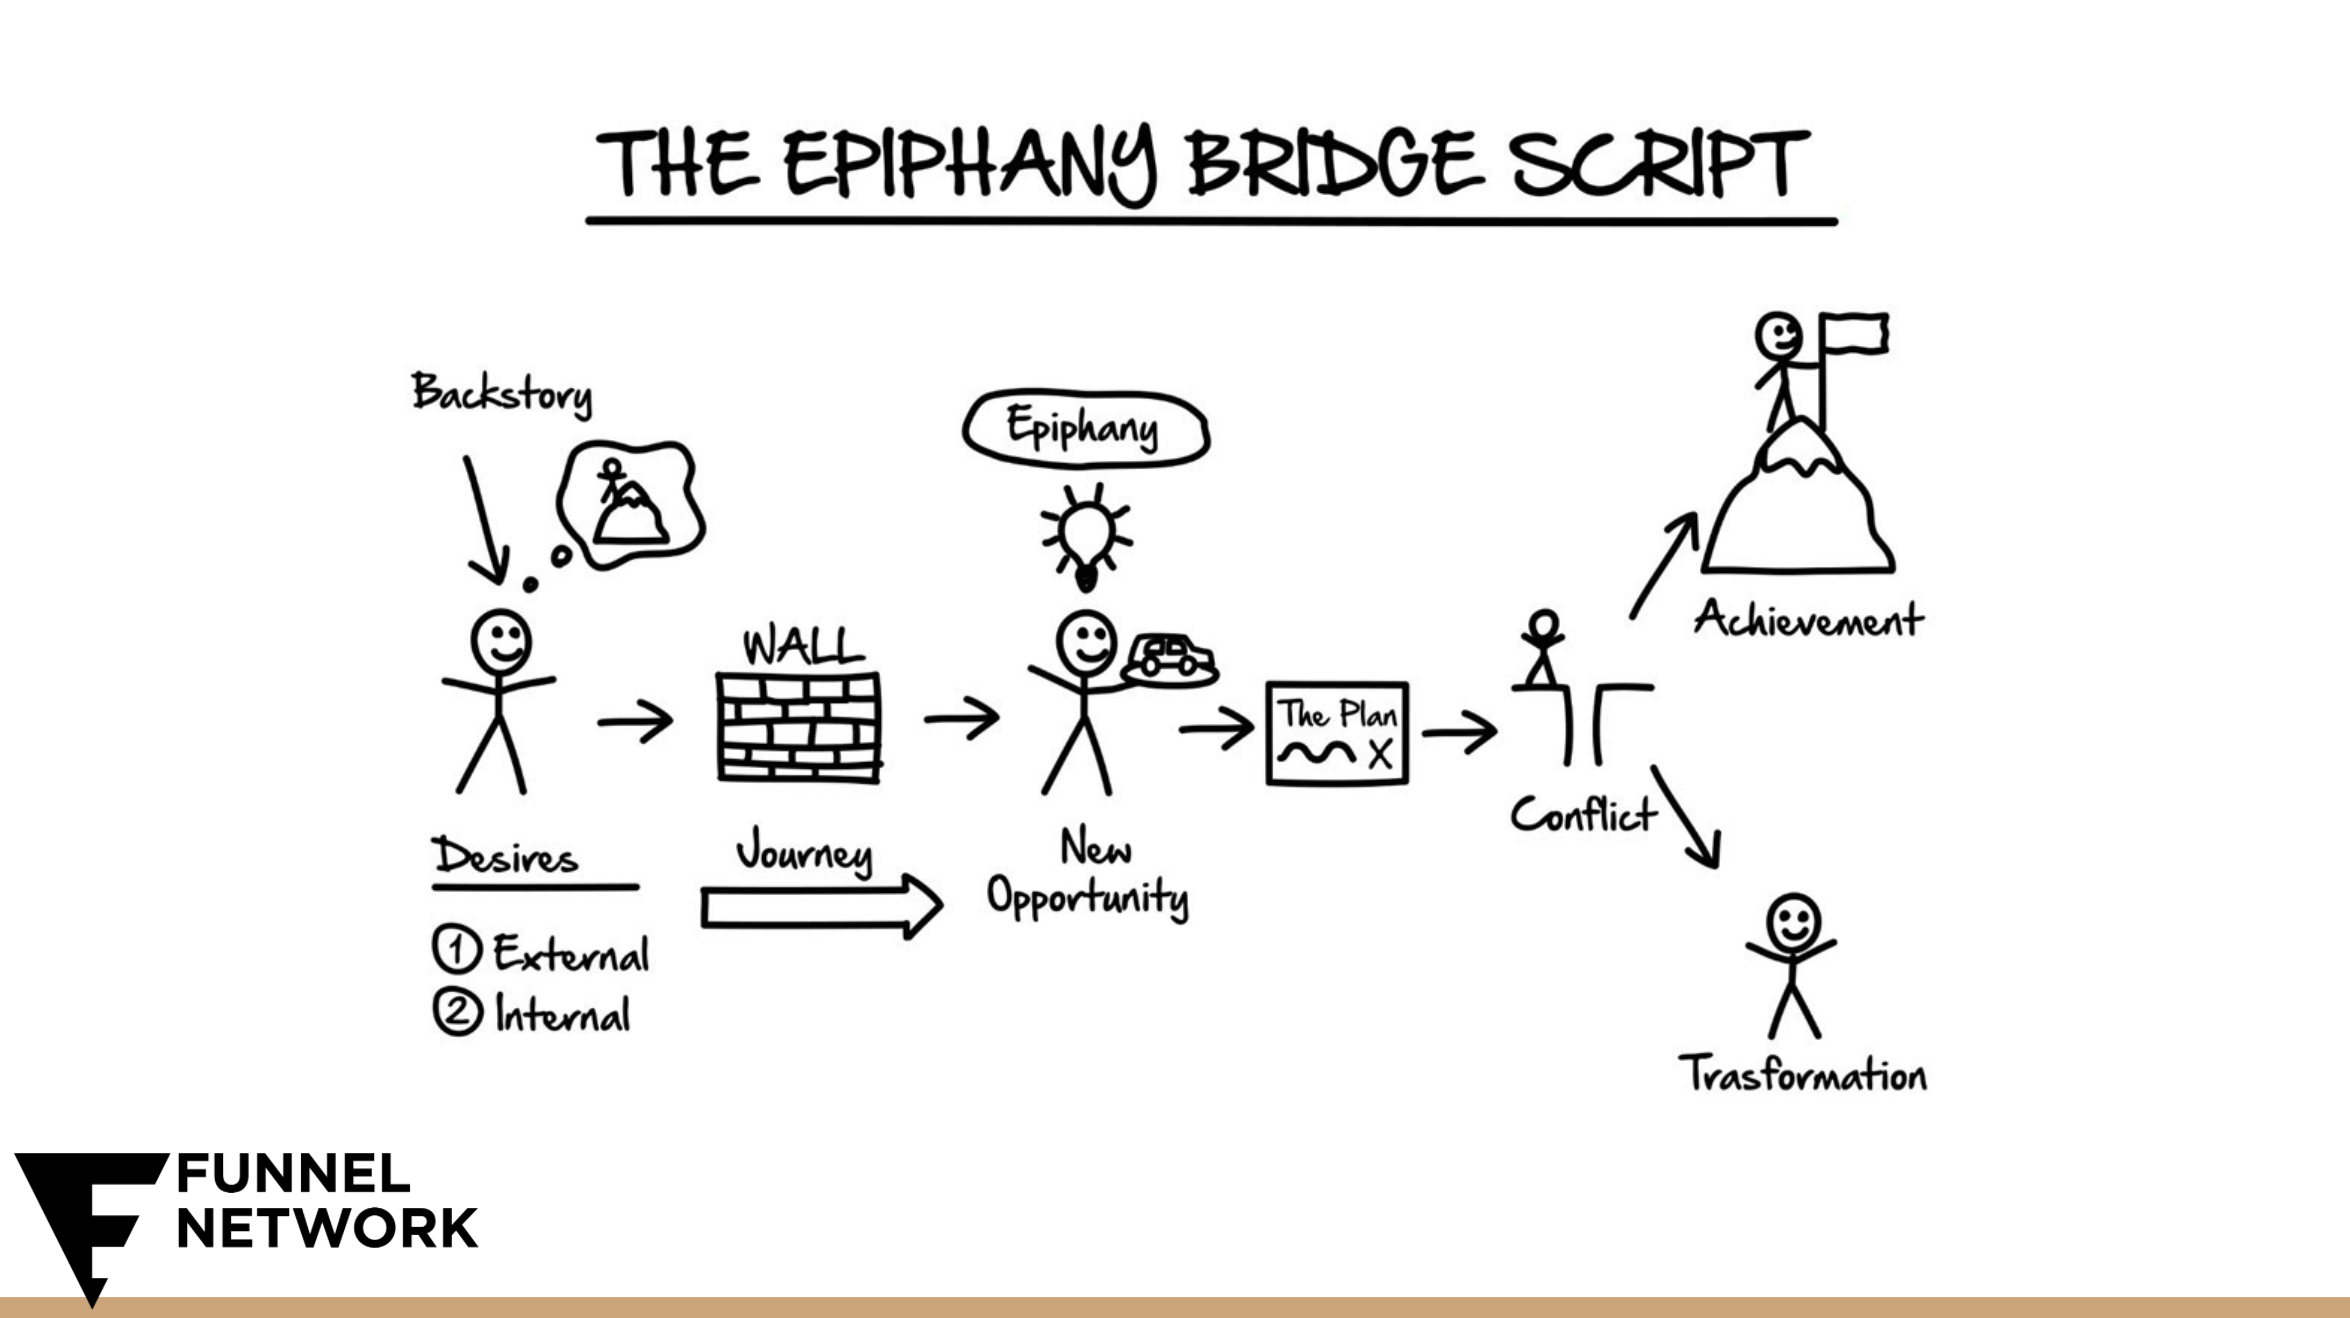 THE EPIPHANY BRIDGE SCRIPT
Backstory
Desires
1 External
2 Internal
WALL
Journey
Epiphany
New
Opportunity
The Plan
X
Conflict
Achievement
Trasformation
FUNNEL
NETWORK